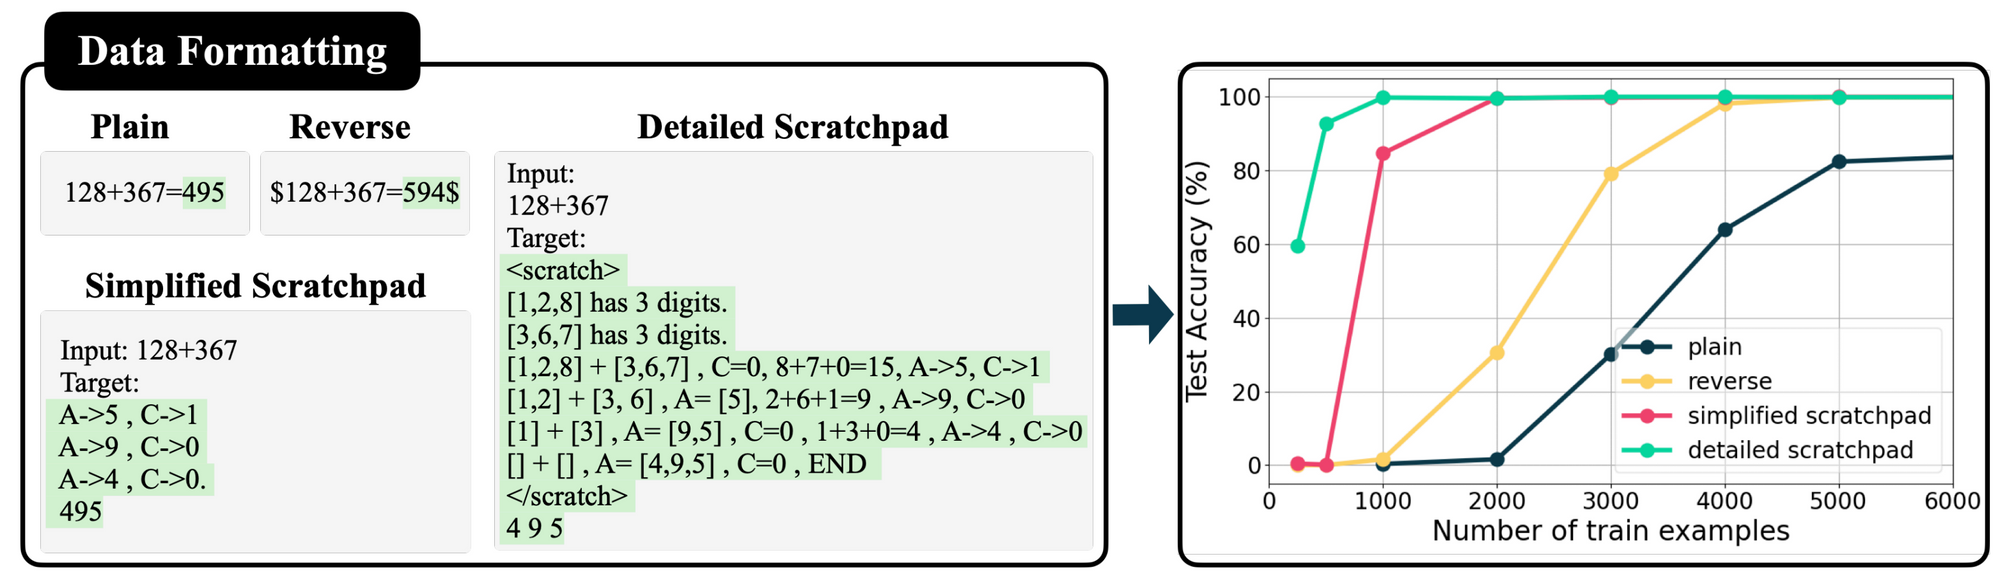 Data Formatting
Plain
128+367=495
Reverse
$128+367=594$
Simplified Scratchpad
Input: 128+367
Target:
A->5 , C->1
A->9 , C->0
A->4 , C->0.
495
Detailed Scratchpad
Input:
128+367
Target:
<scratch>
[1,2,8] has 3 digits.
[3,6,7] has 3 digits.
[1,2,8] + [3,6,7] , C=0, 8+7+0=15, A->5, C->1
[1,2] + [3, 6] , A= [5], 2+6+1=9 , A->9, C->0
[1] + [3] , A= [9,5] , C=0 , 1+3+0=4 , A->4 , C->0
[] + [] , A= [4,9,5] , C=0 , END
</scratch>
4 9 5
Test Accuracy (%)
100
80
60
40
20
0
plain
reverse
simplified scratchpad
detailed scratchpad
0 1000 2000 3000 4000 5000 6000
Number of train examples